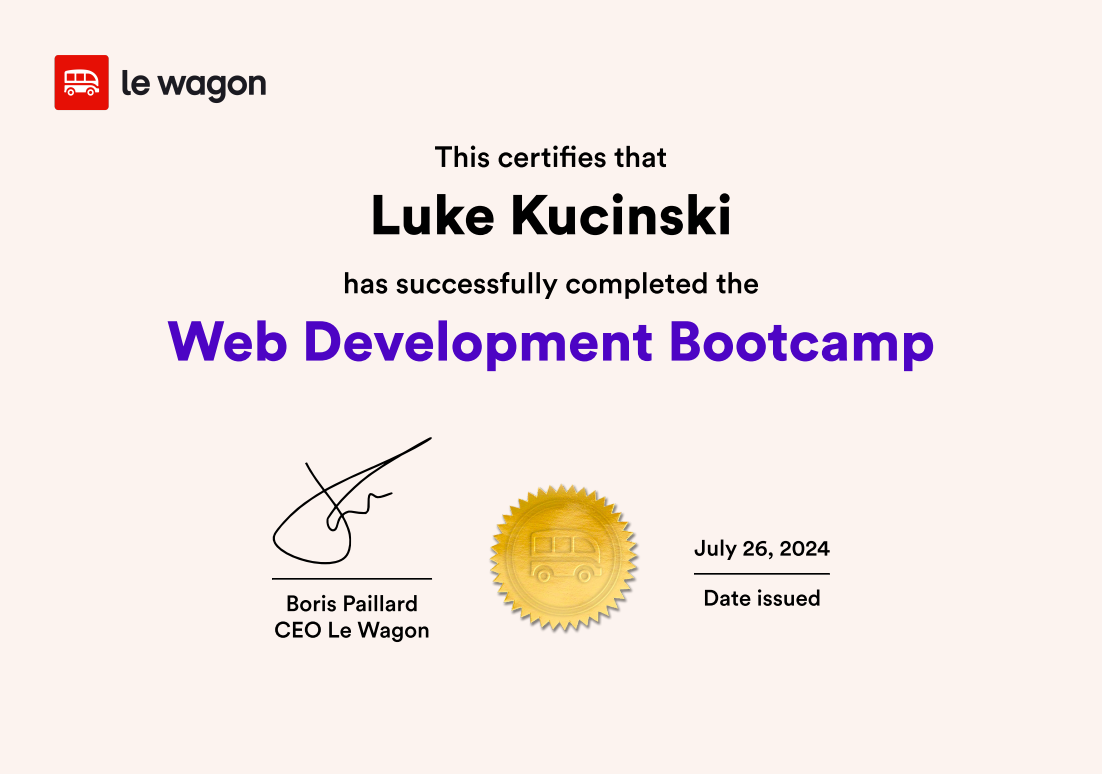 le wagon
This certifies that
Luke Kucinski
has successfully completed the
Web Development Bootcamp
July 26, 2024
Boris Paillard
Date issued
CEO Le Wagon